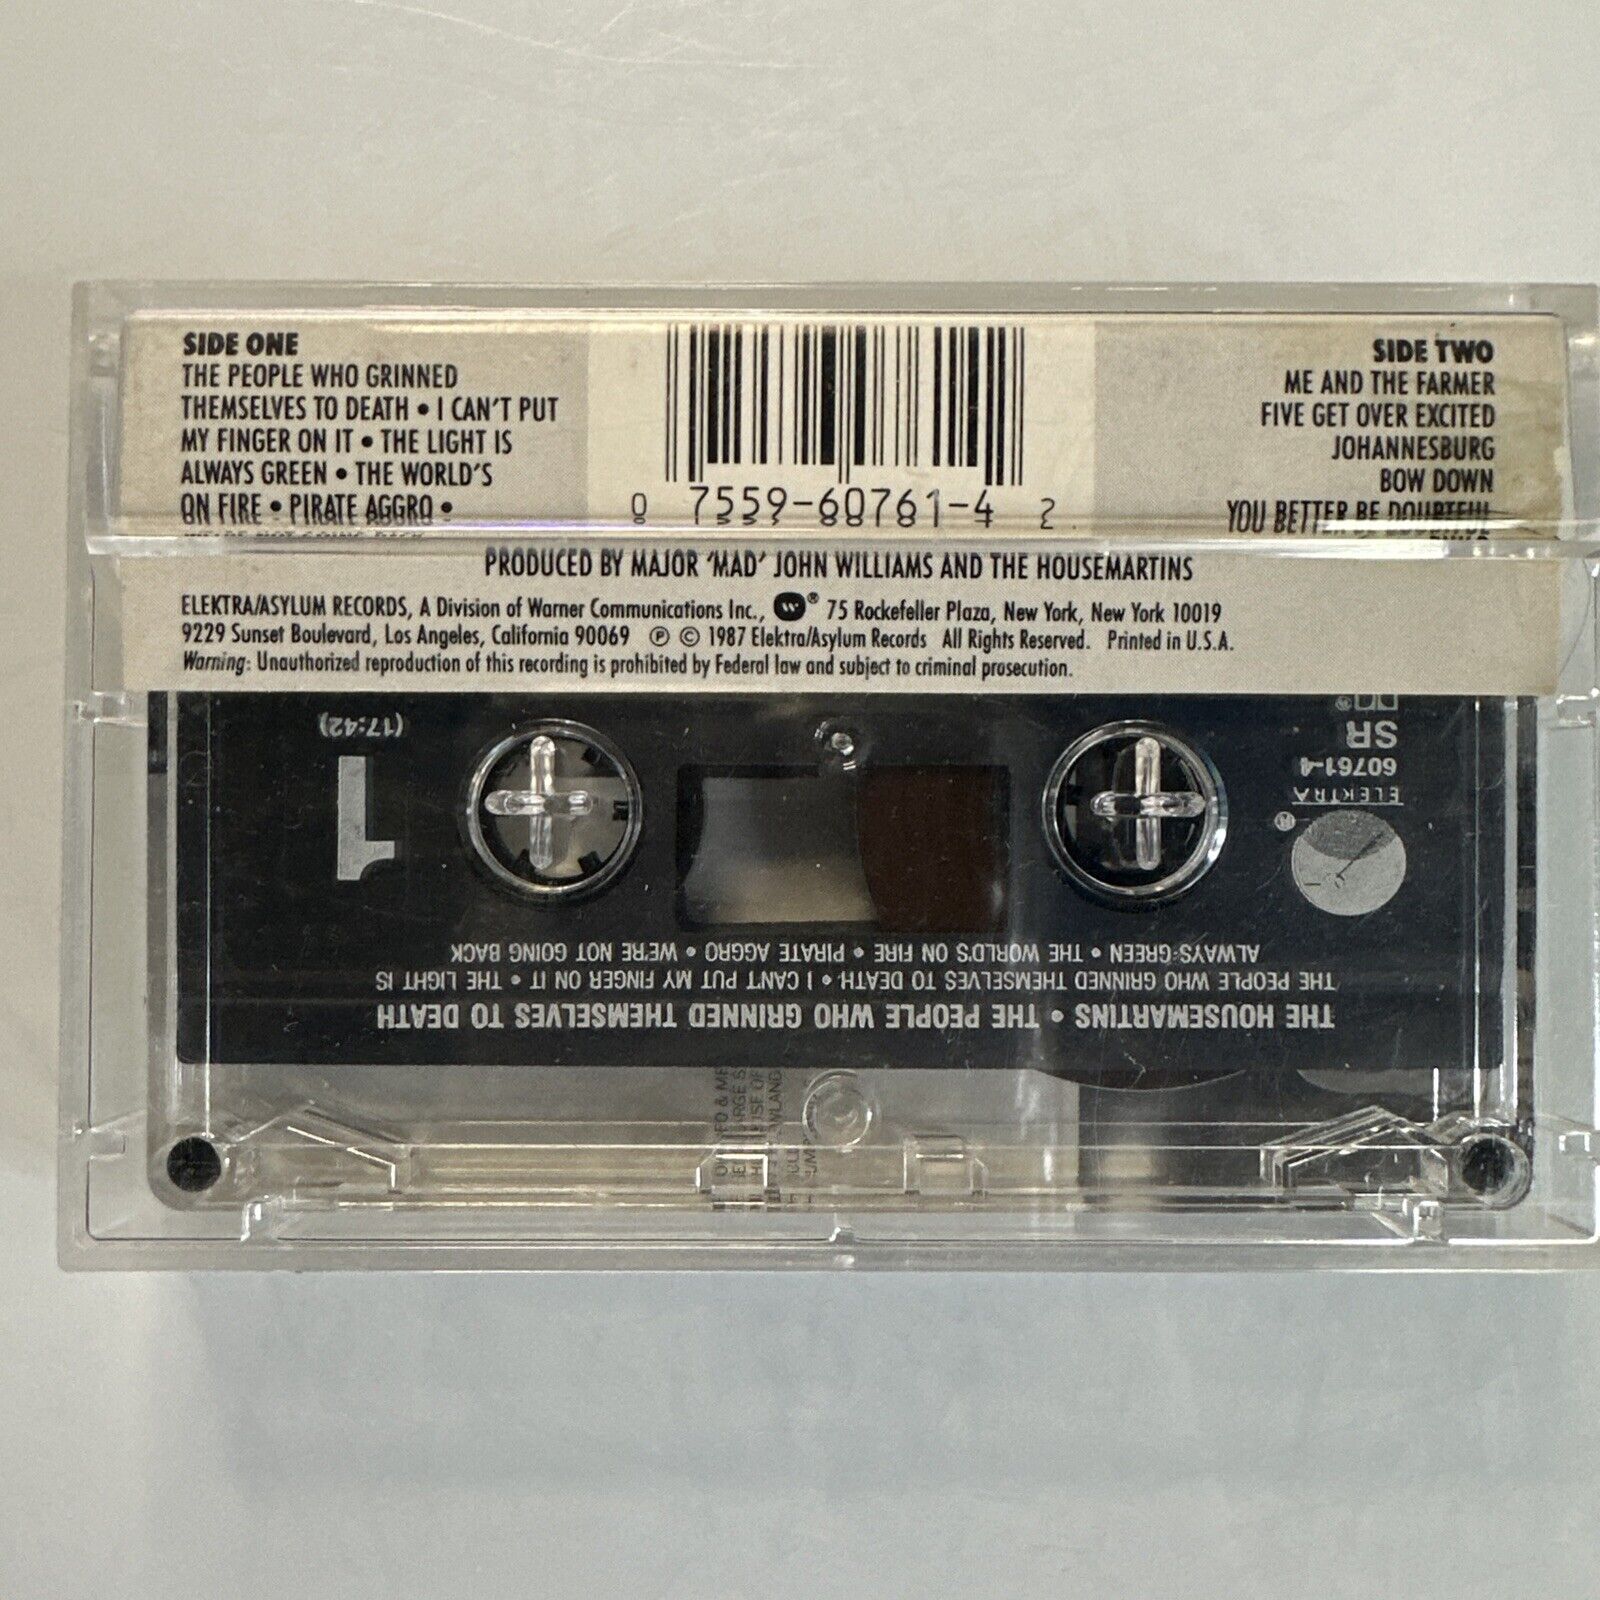 SIDE ONE
THE PEOPLE WHO GRINNED
THEMSELVES TO DEATH • I CAN'T PUT
MY FINGER ON IT • THE LIGHT IS
ALWAYS GREEN • THE WORLD'S
ON FIRE • PIRATE AGGRO •
WE'RE NOT GOING BACK
0 7559-60761-4 2
SIDE TWO
ME AND THE FARMER
FIVE GET OVER EXCITED
JOHANNESBURG
BOW DOWN
YOU BETTER BE DOUBTFUL
PRODUCED BY MAJOR 'MAD' JOHN WILLIAMS AND THE HOUSEMARTINS
ELEKTRA/ASYLUM RECORDS, A Division of Warner Communications Inc., ® 75 Rockefeller Plaza, New York, New York 10019
9229 Sunset Boulevard, Los Angeles, California 90069 ℗ © 1987 Elektra/Asylum Records All Rights Reserved. Printed in U.S.A.
Warning: Unauthorized reproduction of this recording is prohibited by Federal law and subject to criminal prosecution.
THE HOUSEMARTINS • THE PEOPLE WHO GRINNED THEMSELVES TO DEATH
THE PEOPLE WHO GRINNED THEMSELVES TO DEATH • I CAN'T PUT MY FINGER ON IT • THE LIGHT IS
ALWAYS GREEN • THE WORLD'S ON FIRE • PIRATE AGGRO • WE'RE NOT GOING BACK
®
ELEKTRA
60761-4
SR
1
(17:42)